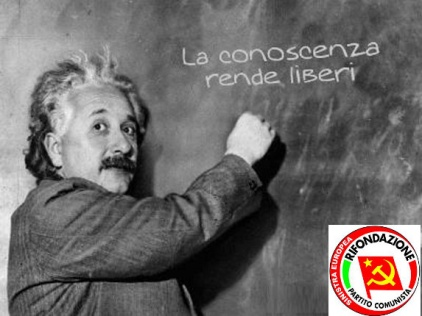 La conoscenza
rende liberi
SINISTRA EUROPEA
RIFONDAZIONE
PARTITO COMUNISTA